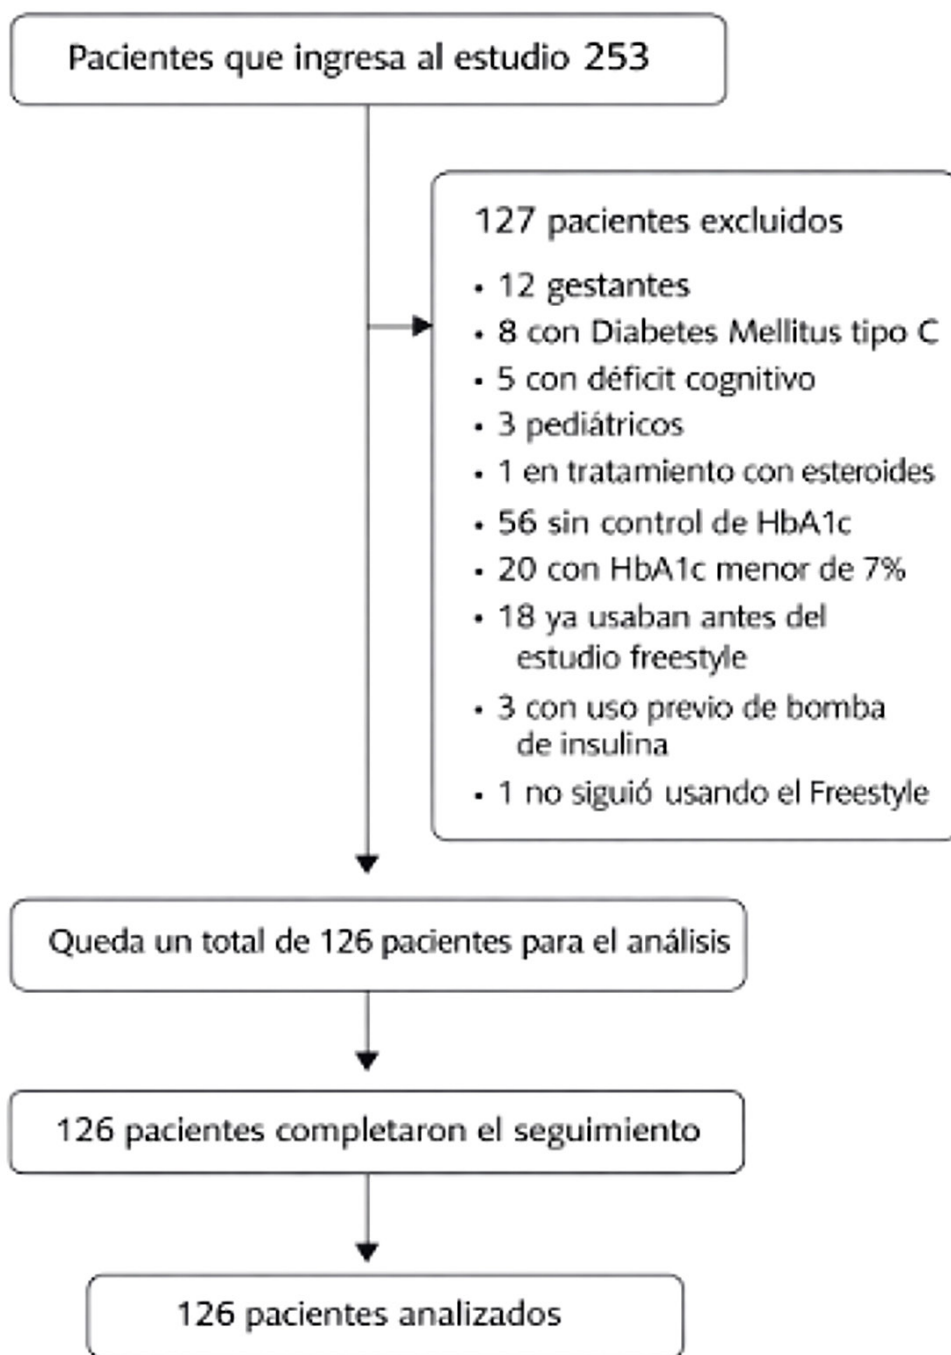 Pacientes que ingresa al estudio 253
127 pacientes excluidos
• 12 gestantes
• 8 con Diabetes Mellitus tipo C
• 5 con déficit cognitivo
• 3 pediátricos
• 1 en tratamiento con esteroides
• 56 sin control de HbA1c
• 20 con HbA1c menor de 7%
• 18 ya usaban antes del
estudio freestyle
• 3 con uso previo de bomba
de insulina
• 1 no siguió usando el Freestyle
Queda un total de 126 pacientes para el análisis
126 pacientes completaron el seguimiento
126 pacientes analizados